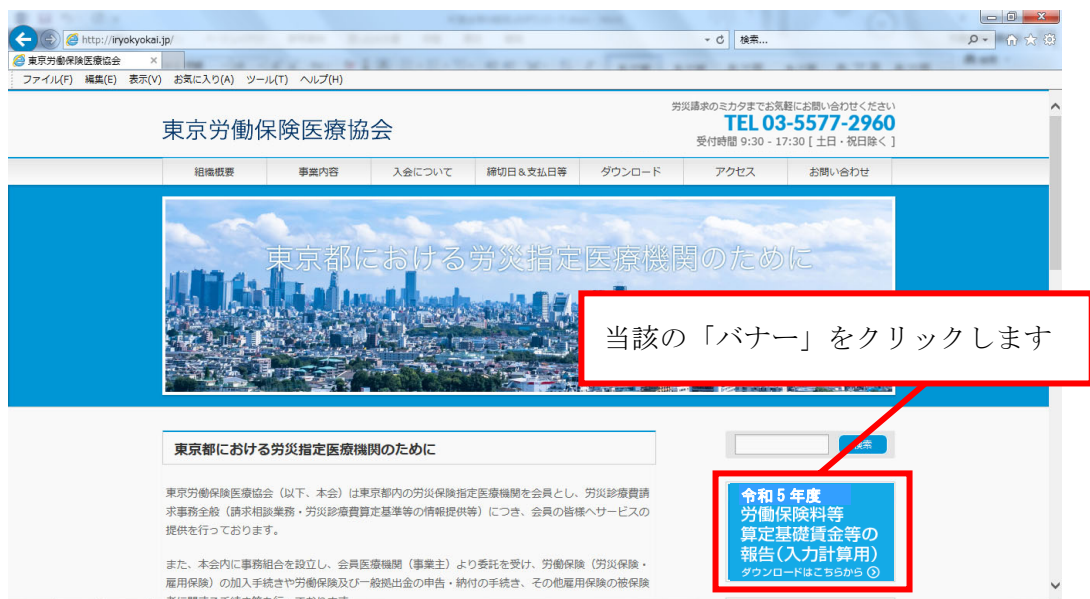 http://iryokyokai.jp/
検索...
東京労働保険医療協会
ファイル(F) 編集(E) 表示(V) お気に入り(A) ツール(T) ヘルプ(H)
東京労働保険医療協会
労災請求のミカタまでお気軽にお問い合わせください
TEL 03-5577-2960
受付時間 9:30 - 17:30 [ 土日・祝日除く ]
組織概要 事業内容 入会について 締切日&支払日等 ダウンロード アクセス お問い合わせ
東京都における労災指定医療機関のために
当該の「バナー」をクリックします
東京都における労災指定医療機関のために
検索
東京労働保険医療協会(以下、本会)は東京都内の労災保険指定医療機関を会員とし、労災診療費請
求事務全般(請求相談業務・労災診療費算定基準等の情報提供等)につき、会員の皆様へサービスの
提供を行っております。
また、本会内に事務組合を設立し、会員医療機関(事業主)より委託を受け、労働保険(労災保険・
雇用保険)の加入手続きや労働保険及び一般拠出金の申告・納付の手続き、その他雇用保険の被保険
令和5年度
労働保険料等
算定基礎賃金等の
報告(入力計算用)
ダウンロードはこちらから